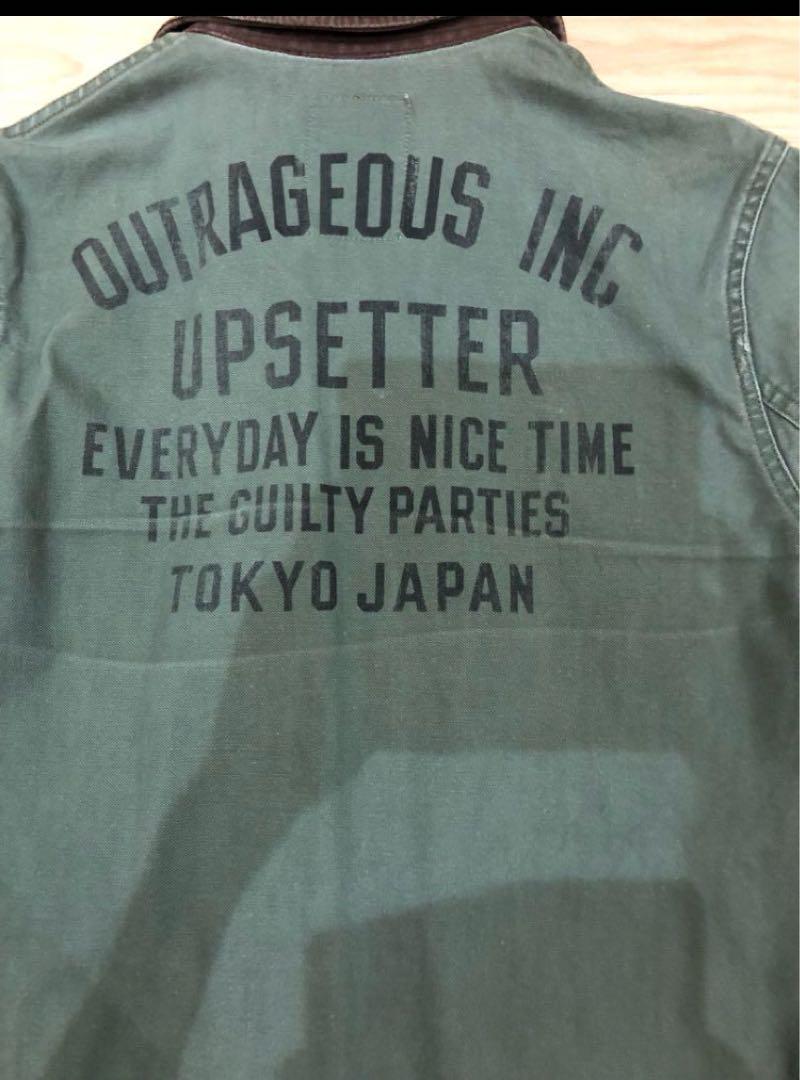 OUTRAGEOUS INC
UPSETTER
EVERYDAY IS NICE TIME
THE GUILTY PARTIES
TOKYO JAPAN